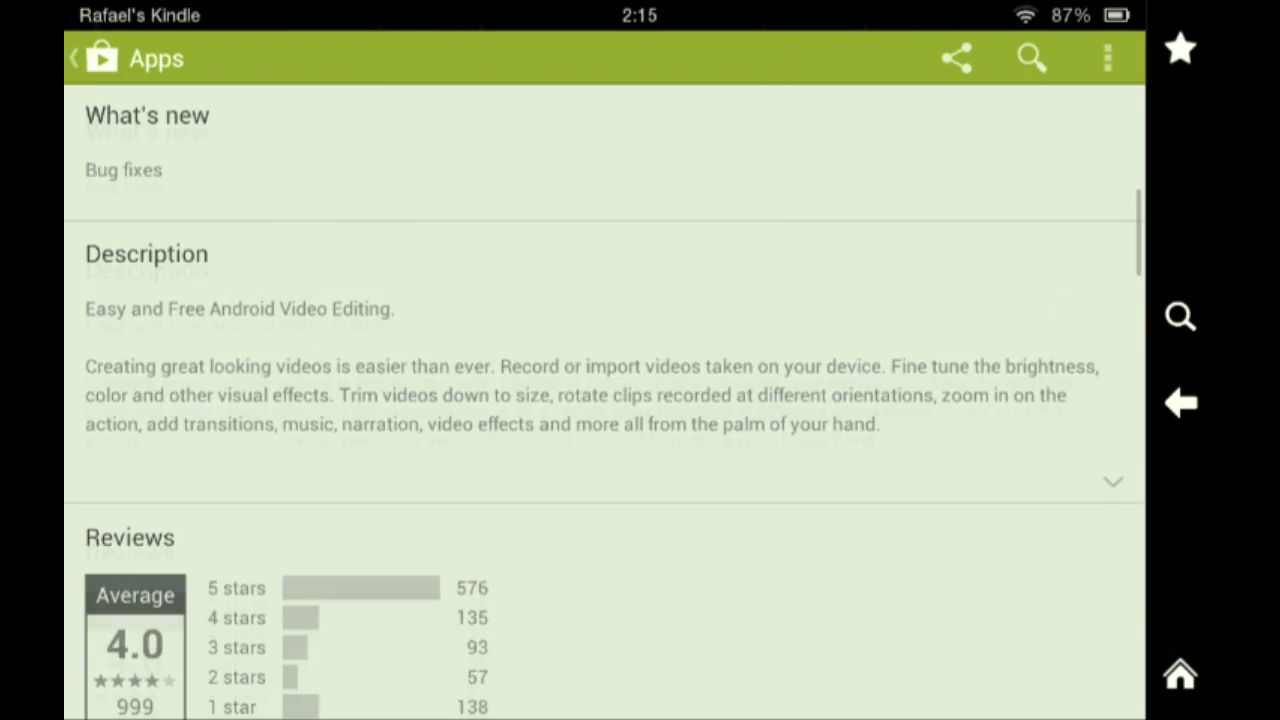 Rafael's Kindle 2:15 87%
Apps
What's new
Bug fixes
Description
Easy and Free Android Video Editing.
Creating great looking videos is easier than ever. Record or import videos taken on your device. Fine tune the brightness,
color and other visual effects. Trim videos down to size, rotate clips recorded at different orientations, zoom in on the
action, add transitions, music, narration, video effects and more all from the palm of your hand.
Reviews
Average
4.0
999
5 stars 576
4 stars 135
3 stars 93
2 stars 57
1 star 138